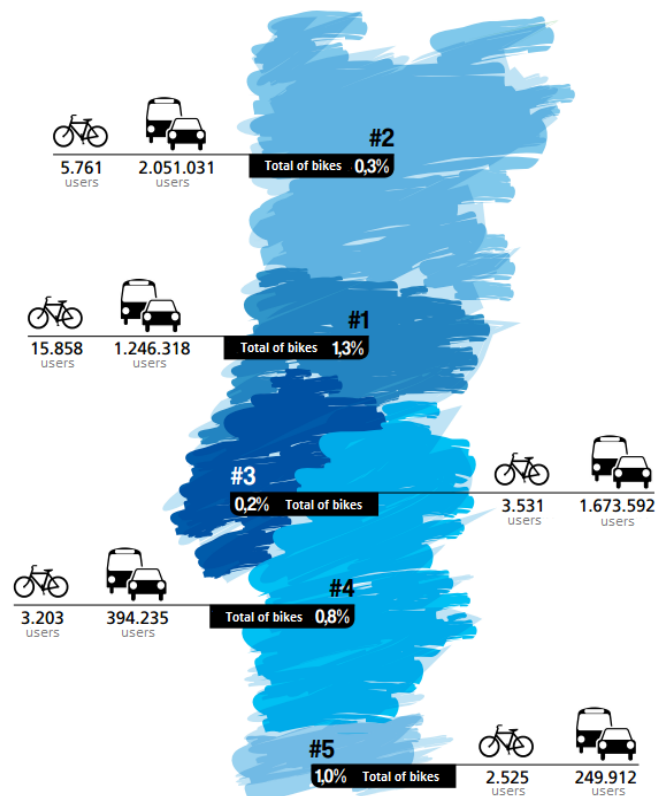 #2
5.761 2.051.031 Total of bikes 0,3%
users users
#1
15.858 1.246.318 Total of bikes 1,3%
users users
#3
0,2% Total of bikes 3.531 1.673.592
users users
#4
3.203 394.235 Total of bikes 0,8%
users users
#5
1,0% Total of bikes 2.525 249.912
users users